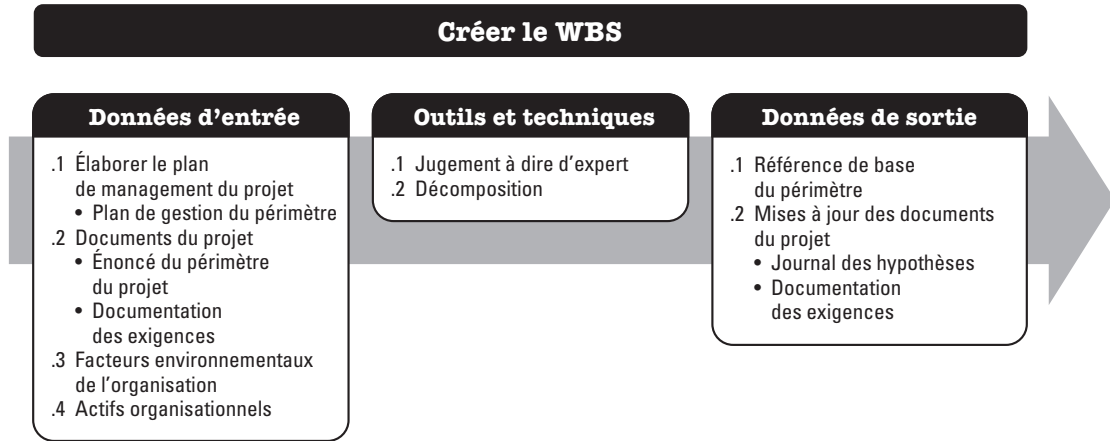 Créer le WBS
Données d'entrée
.1 Élaborer le plan
de management du projet
• Plan de gestion du périmètre
.2 Documents du projet
• Énoncé du périmètre
du projet
• Documentation
des exigences
.3 Facteurs environnementaux
de l'organisation
.4 Actifs organisationnels
Outils et techniques
.1 Jugement à dire d'expert
.2 Décomposition
Données de sortie
.1 Référence de base
du périmètre
.2 Mises à jour des documents
du projet
• Journal des hypothèses
• Documentation
des exigences